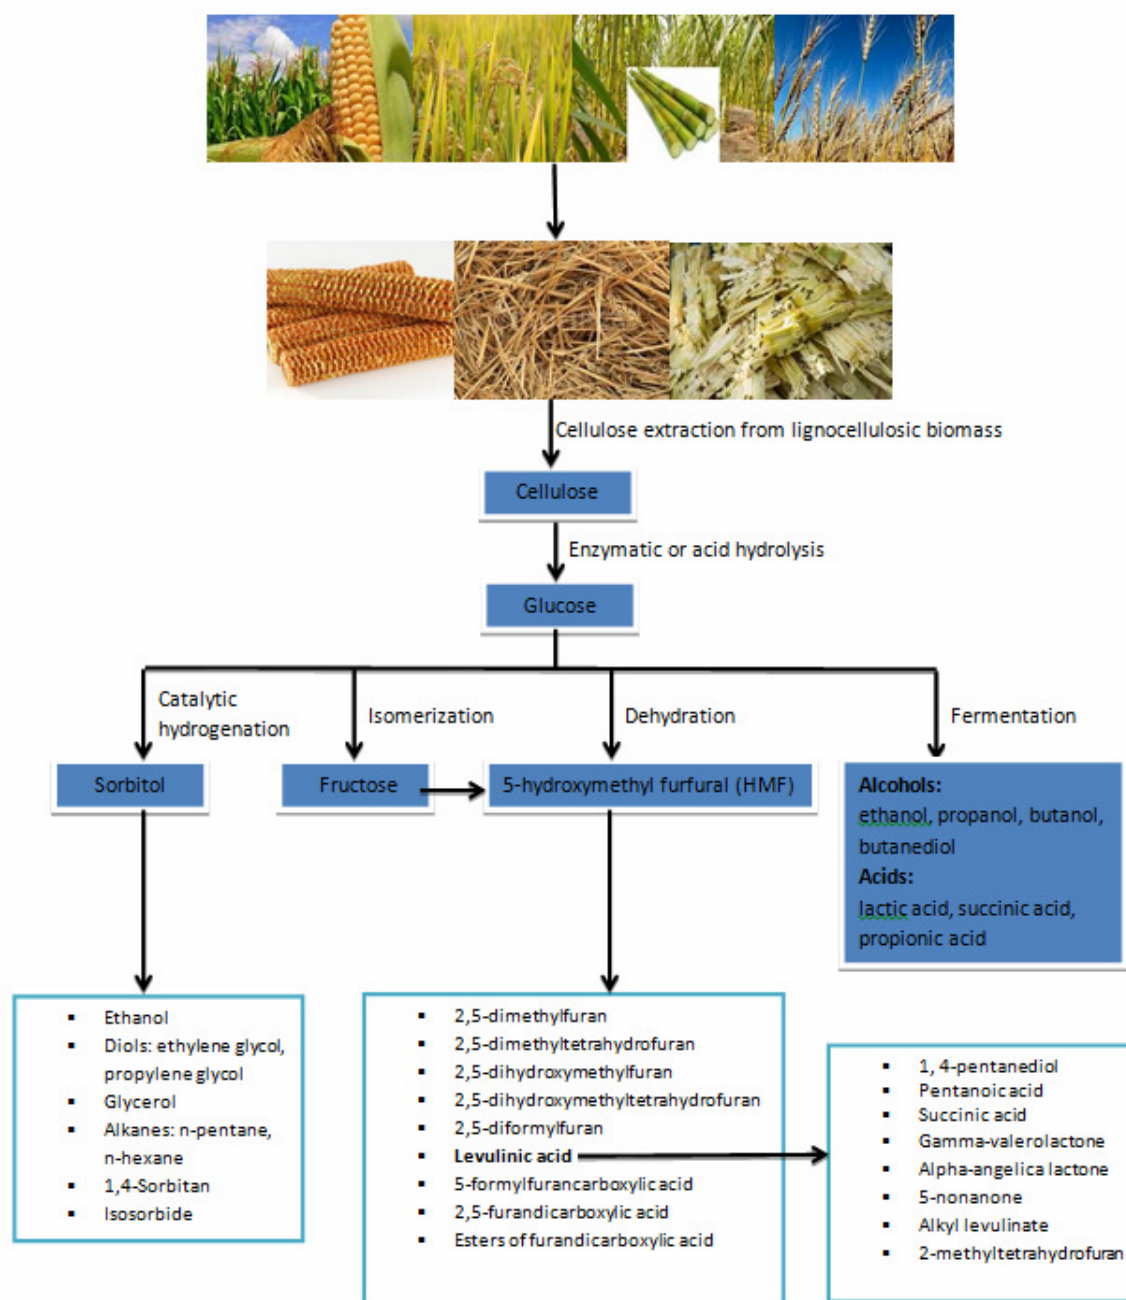 Cellulose extraction from lignocellulosic biomass
Cellulose
Enzymatic or acid hydrolysis
Glucose
Catalytic
hydrogenation
Isomerization
Dehydration
Fermentation
Sorbitol
Fructose
5-hydroxymethyl furfural (HMF)
Alcohols:
ethanol, propanol, butanol,
butanediol
Acids:
lactic acid, succinic acid,
propionic acid
▪ Ethanol
▪ Diols: ethylene glycol,
propylene glycol
▪ Glycerol
▪ Alkanes: n-pentane,
n-hexane
▪ 1,4-Sorbitan
▪ Isosorbide
▪ 2,5-dimethylfuran
▪ 2,5-dimethyltetrahydrofuran
▪ 2,5-dihydroxymethylfuran
▪ 2,5-dihydroxymethyltetrahydrofuran
▪ 2,5-diformylfuran
▪ Levulinic acid
▪ 5-formylfurancarboxylic acid
▪ 2,5-furandicarboxylic acid
▪ Esters of furandicarboxylic acid
▪ 1, 4-pentanediol
▪ Pentanoic acid
▪ Succinic acid
▪ Gamma-valerolactone
▪ Alpha-angelica lactone
▪ 5-nonanone
▪ Alkyl levulinate
▪ 2-methyltetrahydrofuran